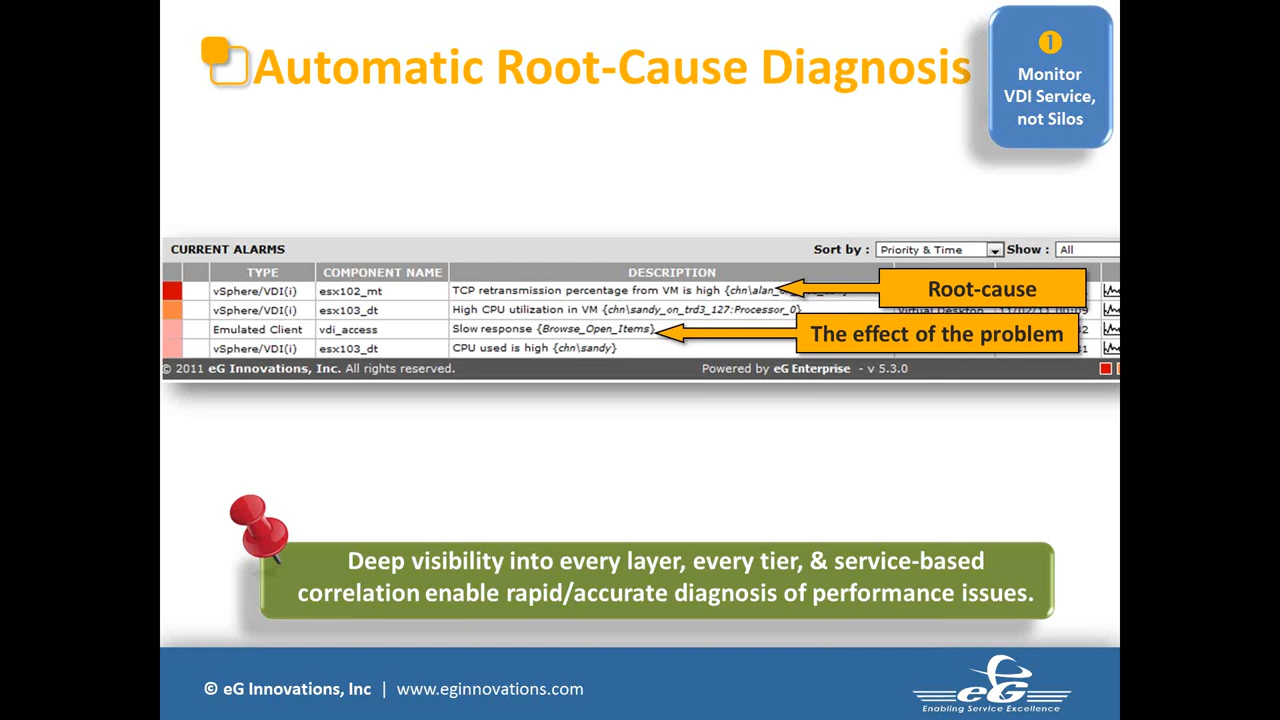 Automatic Root-Cause Diagnosis
1
Monitor
VDI Service,
not Silos
CURRENT ALARMS Sort by : Priority & Time Show : All
TYPE COMPONENT NAME DESCRIPTION
vSphere/VDI(i) esx102_mt TCP retransmission percentage from VM is high
Root-cause
vSphere/VDI(i) esx103_dt High CPU utilization in VM {chn\sandy_on_trd3_127:Processor_0}
Emulated Client vdi_access Slow response {Browse_Open_Items}
The effect of the problem
vSphere/VDI(i) esx103_dt CPU used is high {chn\sandy}
© 2011 eG Innovations, Inc. All rights reserved. Powered by eG Enterprise - v 5.3.0
Deep visibility into every layer, every tier, & service-based
correlation enable rapid/accurate diagnosis of performance issues.
© eG Innovations, Inc | www.eginnovations.com
eG
Enabling Service Excellence